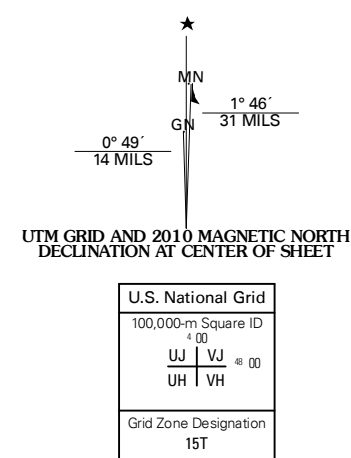 ★
MN
1° 46´
31 MILS
GN
0° 49´
14 MILS
UTM GRID AND 2010 MAGNETIC NORTH
DECLINATION AT CENTER OF SHEET
U.S. National Grid
100,000-m Square ID
4 00
UJ VJ
48 00
UH VH
Grid Zone Designation
15T